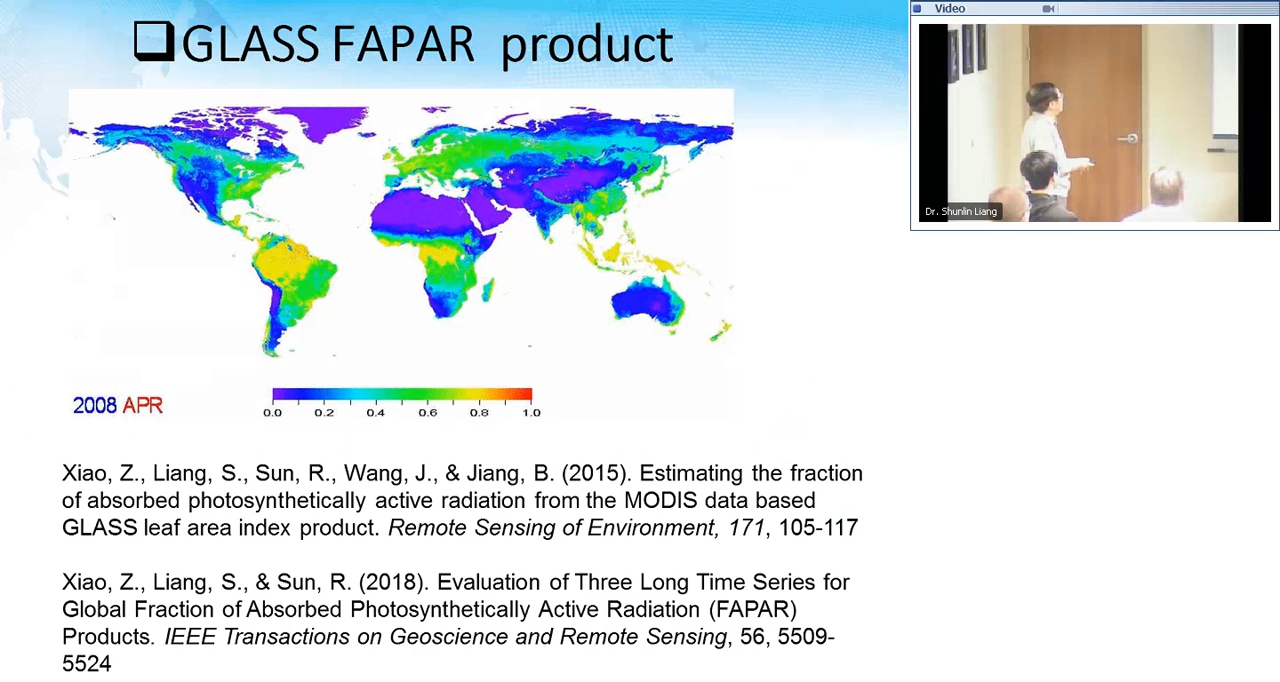 GLASS FAPAR product
2008 APR
0.0 0.2 0.4 0.6 0.8 1.0
Xiao, Z., Liang, S., Sun, R., Wang, J., & Jiang, B. (2015). Estimating the fraction
of absorbed photosynthetically active radiation from the MODIS data based
GLASS leaf area index product. Remote Sensing of Environment, 171, 105-117
Xiao, Z., Liang, S., & Sun, R. (2018). Evaluation of Three Long Time Series for
Global Fraction of Absorbed Photosynthetically Active Radiation (FAPAR)
Products. IEEE Transactions on Geoscience and Remote Sensing, 56, 5509-
5524
Video
Dr. Shunlin Liang